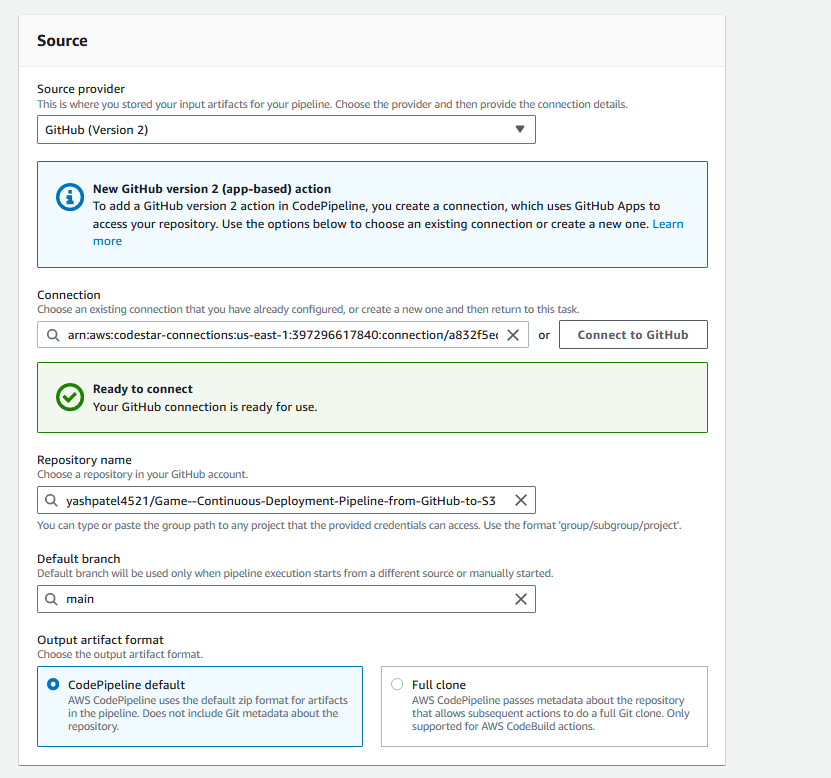 Source
Source provider
This is where you stored your input artifacts for your pipeline. Choose the provider and then provide the connection details.
GitHub (Version 2)
New GitHub version 2 (app-based) action
To add a GitHub version 2 action in CodePipeline, you create a connection, which uses GitHub Apps to
access your repository. Use the options below to choose an existing connection or create a new one. Learn
more
Connection
Choose an existing connection that you have already configured, or create a new one and then return to this task.
arn:aws:codestar-connections:us-east-1:397296617840:connection/a832f5ec or Connect to GitHub
Ready to connect
Your GitHub connection is ready for use.
Repository name
Choose a repository in your GitHub account.
yashpatel4521/Game--Continuous-Deployment-Pipeline-from-GitHub-to-S3
You can type or paste the group path to any project that the provided credentials can access. Use the format 'group/subgroup/project'.
Default branch
Default branch will be used only when pipeline execution starts from a different source or manually started.
main
Output artifact format
Choose the output artifact format.
CodePipeline default
AWS CodePipeline uses the default zip format for artifacts
in the pipeline. Does not include Git metadata about the
repository.
Full clone
AWS CodePipeline passes metadata about the repository
that allows subsequent actions to do a full Git clone. Only
supported for AWS CodeBuild actions.